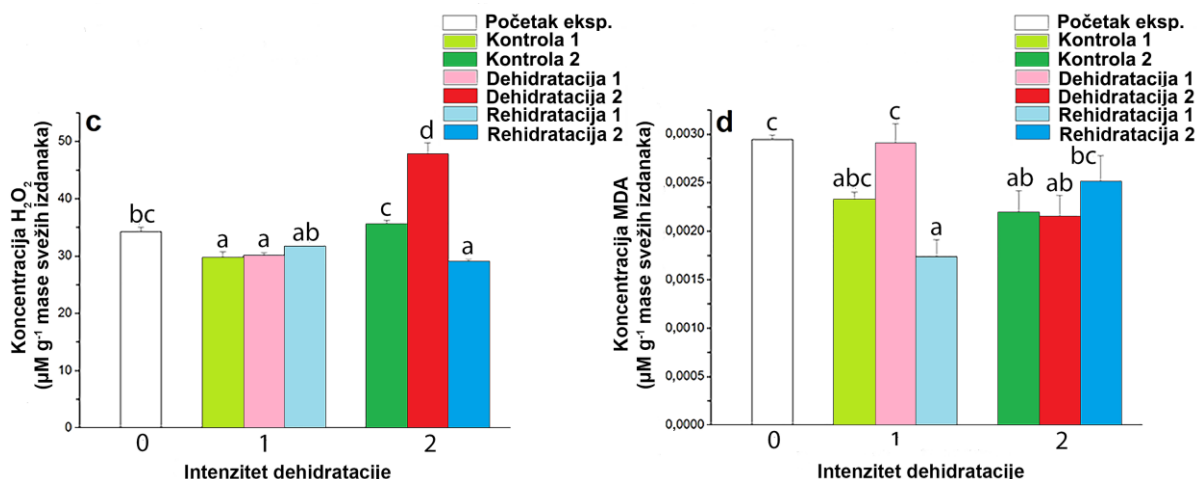 Početak eksp.
Kontrola 1
Kontrola 2
Dehidratacija 1
Dehidratacija 2
Rehidratacija 1
Rehidratacija 2
c
Koncentracija H₂O₂
(µM g⁻¹ mase svežih izdanaka)
50
40
30
20
10
0
bc
a
a
ab
c
d
a
0
1
2
Intenzitet dehidratacije
Početak eksp.
Kontrola 1
Kontrola 2
Dehidratacija 1
Dehidratacija 2
Rehidratacija 1
Rehidratacija 2
d
Koncentracija MDA
(µM g⁻¹ mase svežih izdanaka)
0,0030
0,0025
0,0020
0,0015
0,0010
0,0005
0,0000
c
abc
c
a
ab
ab
bc
0
1
2
Intenzitet dehidratacije